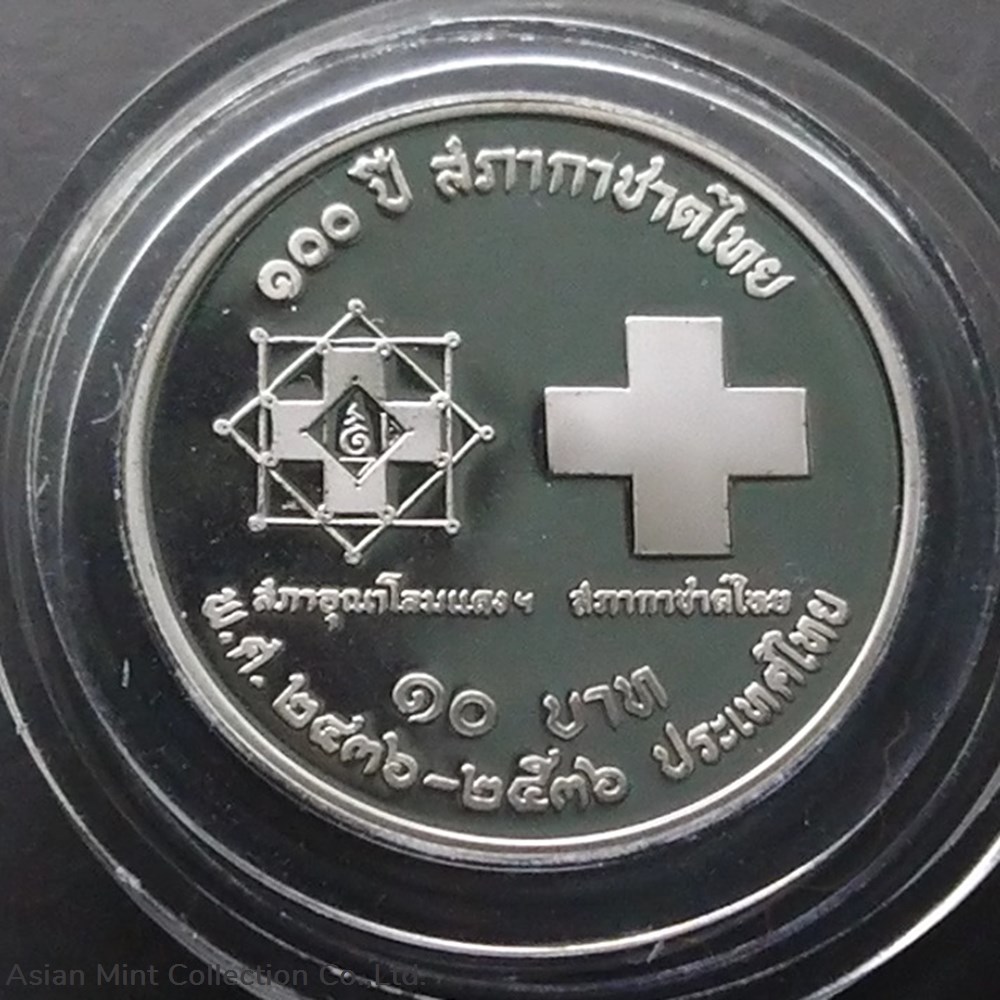 ๑๐๐ ปี สภากาชาดไทย
สภาอุณาโลมแดงฯ สภากาชาดไทย
๑๐ บาท
พ.ศ. ๒๔๓๖-๒๕๓๖ ประเทศไทย
Asian Mint Collection Co.,Ltd.